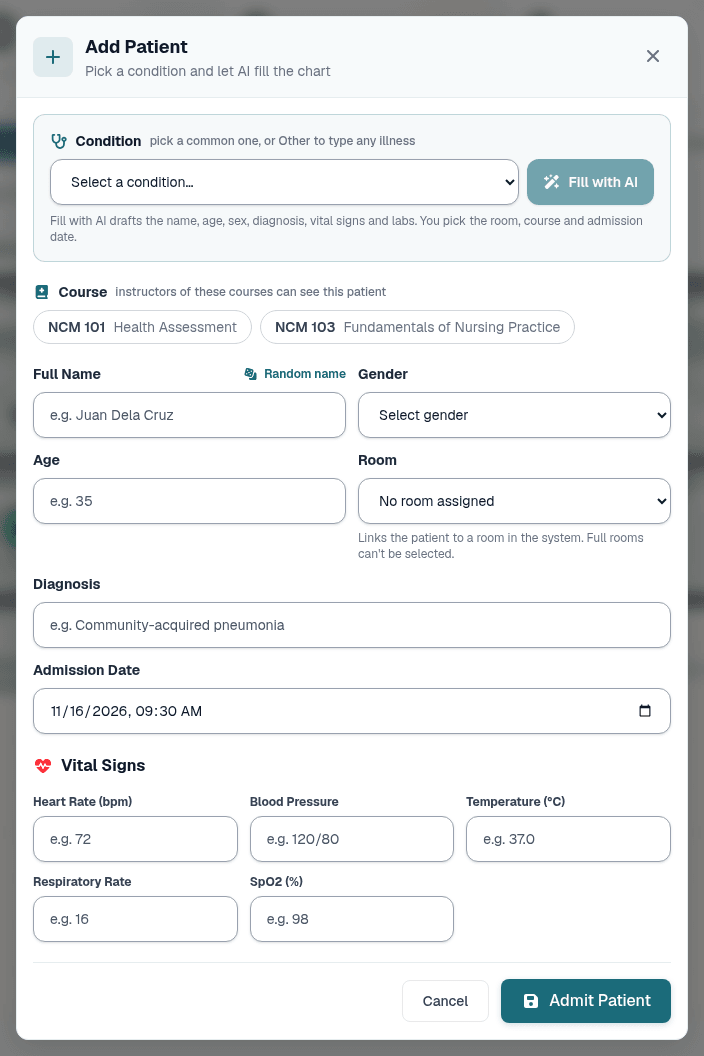 Add Patient
Pick a condition and let AI fill the chart
Condition pick a common one, or Other to type any illness
Select a condition…
Fill with AI
Fill with AI drafts the name, age, sex, diagnosis, vital signs and labs. You pick the room, course and admission
date.
Course instructors of these courses can see this patient
NCM 101 Health Assessment
NCM 103 Fundamentals of Nursing Practice
Full Name
Random name
e.g. Juan Dela Cruz
Gender
Select gender
Age
e.g. 35
Room
No room assigned
Links the patient to a room in the system. Full rooms
can't be selected.
Diagnosis
e.g. Community-acquired pneumonia
Admission Date
11/16/2026, 09:30 AM
Vital Signs
Heart Rate (bpm)
e.g. 72
Blood Pressure
e.g. 120/80
Temperature (°C)
e.g. 37.0
Respiratory Rate
e.g. 16
SpO2 (%)
e.g. 98
Cancel
Admit Patient